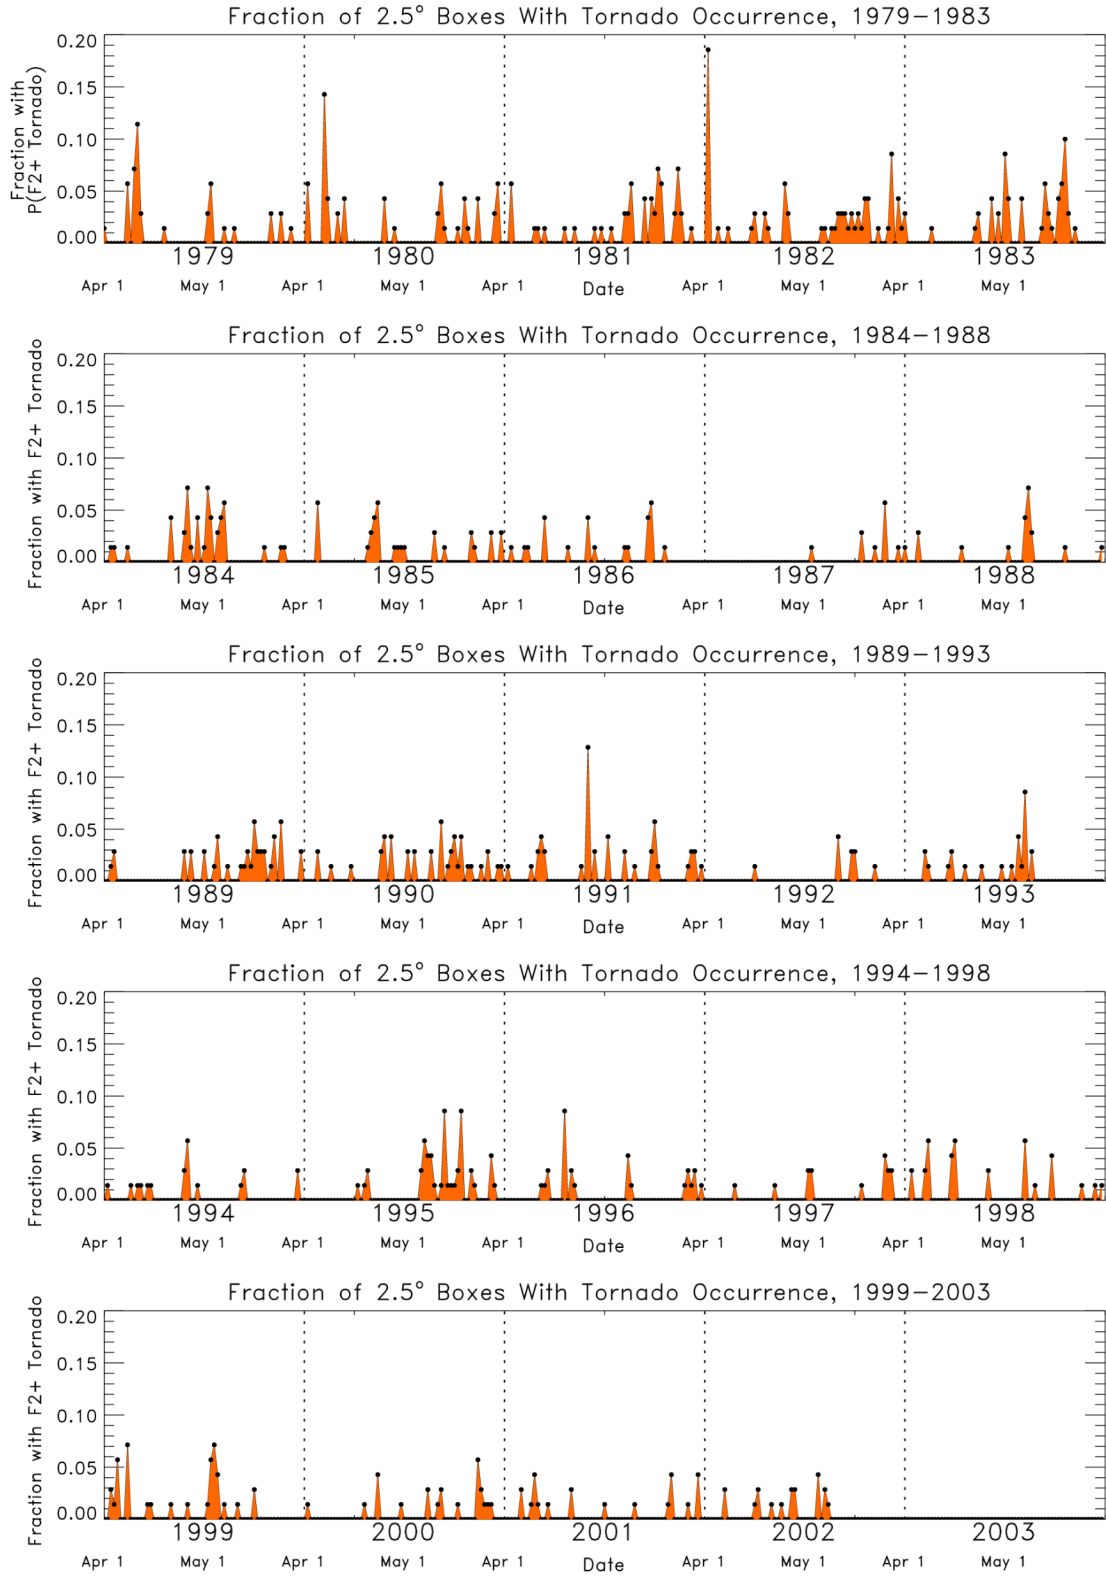 Fraction of 2.5° Boxes With Tornado Occurrence, 1979-1983
Fraction with
P(F2+ Tornado)
0.20
0.15
0.10
0.05
0.00
1979 1980 1981 1982 1983
Apr 1 May 1 Apr 1 May 1 Apr 1 Date Apr 1 May 1 Apr 1 May 1
Fraction of 2.5° Boxes With Tornado Occurrence, 1984-1988
Fraction with F2+ Tornado
0.20
0.15
0.10
0.05
0.00
1984 1985 1986 1987 1988
Apr 1 May 1 Apr 1 May 1 Apr 1 Date Apr 1 May 1 Apr 1 May 1
Fraction of 2.5° Boxes With Tornado Occurrence, 1989-1993
Fraction with F2+ Tornado
0.20
0.15
0.10
0.05
0.00
1989 1990 1991 1992 1993
Apr 1 May 1 Apr 1 May 1 Apr 1 Date Apr 1 May 1 Apr 1 May 1
Fraction of 2.5° Boxes With Tornado Occurrence, 1994-1998
Fraction with F2+ Tornado
0.20
0.15
0.10
0.05
0.00
1994 1995 1996 1997 1998
Apr 1 May 1 Apr 1 May 1 Apr 1 Date Apr 1 May 1 Apr 1 May 1
Fraction of 2.5° Boxes With Tornado Occurrence, 1999-2003
Fraction with F2+ Tornado
0.20
0.15
0.10
0.05
0.00
1999 2000 2001 2002 2003
Apr 1 May 1 Apr 1 May 1 Apr 1 Date Apr 1 May 1 Apr 1 May 1